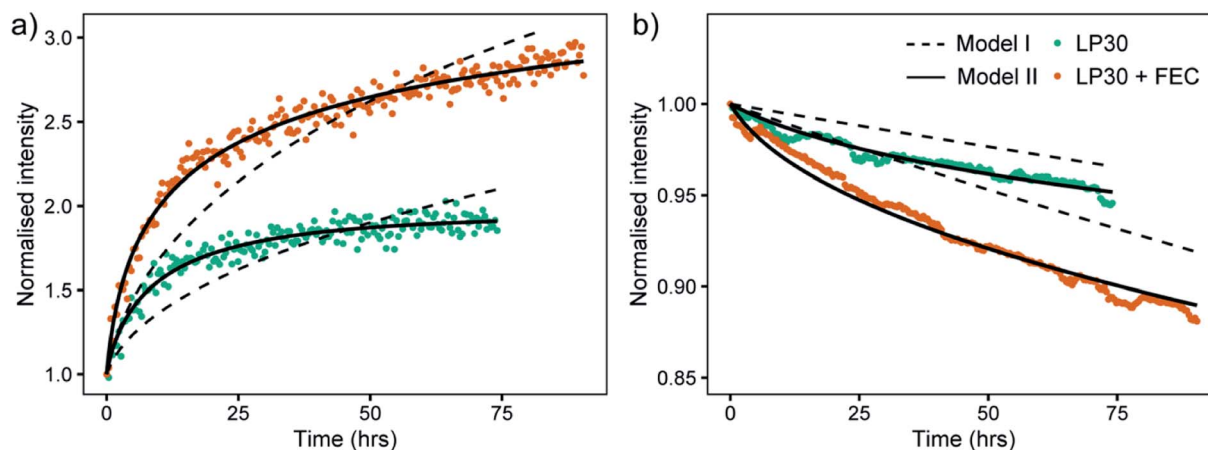 a)
3.0
2.5
2.0
1.5
1.0
Normalised intensity
0
25
50
75
Time (hrs)
b)
Model I
LP30
Model II
LP30 + FEC
1.00
0.95
0.90
0.85
Normalised intensity
0
25
50
75
Time (hrs)